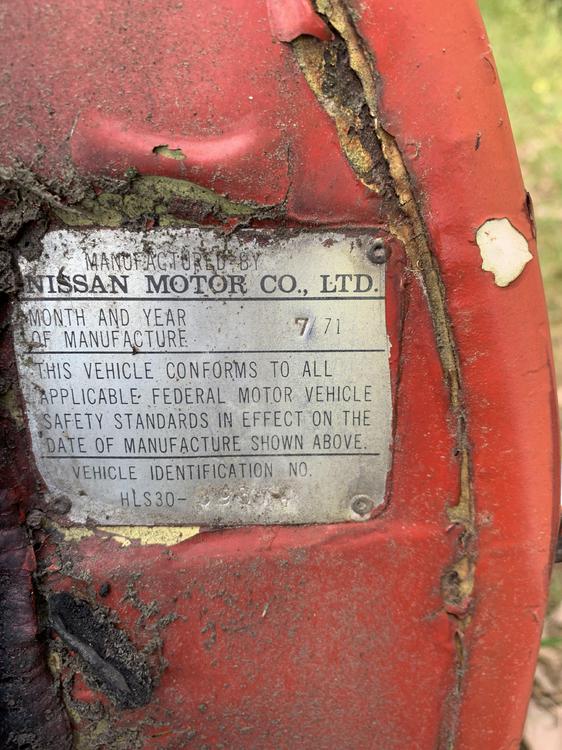 MANUFACTURED BY
NISSAN MOTOR CO., LTD.
MONTH AND YEAR
OF MANUFACTURE 7/71
THIS VEHICLE CONFORMS TO ALL
APPLICABLE FEDERAL MOTOR VEHICLE
SAFETY STANDARDS IN EFFECT ON THE
DATE OF MANUFACTURE SHOWN ABOVE.
VEHICLE IDENTIFICATION NO.
HLS30-